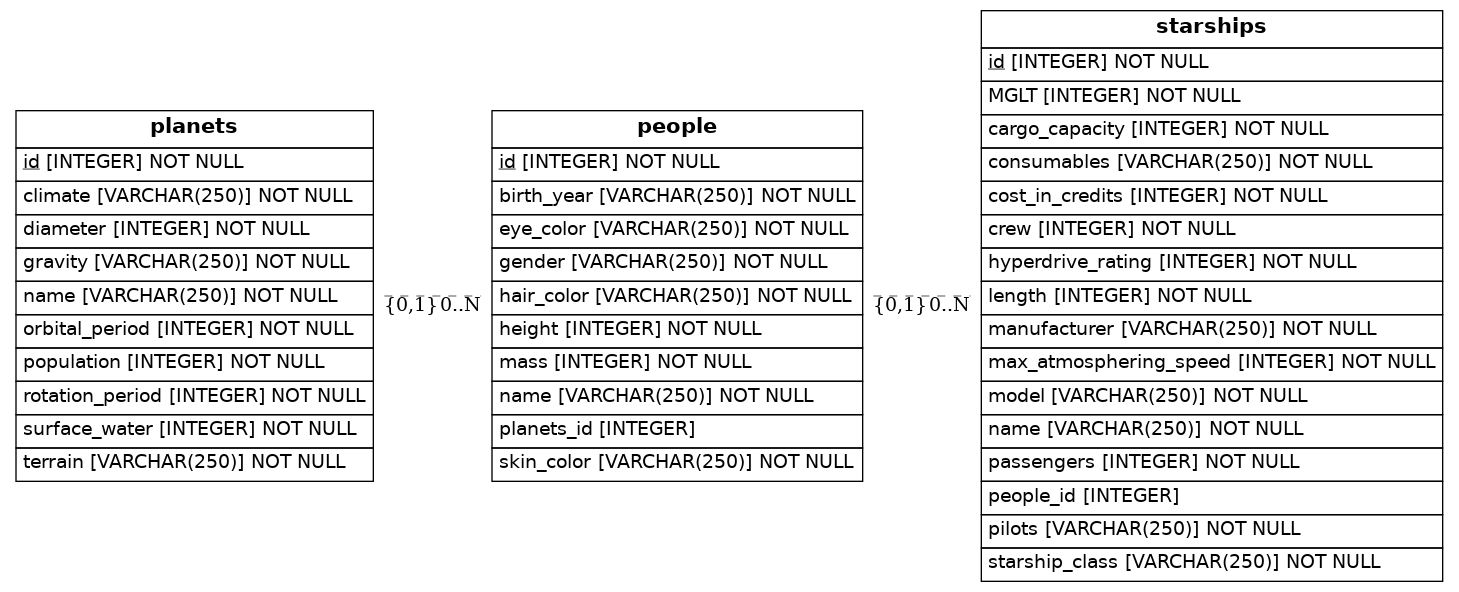 planets
id [INTEGER] NOT NULL
climate [VARCHAR(250)] NOT NULL
diameter [INTEGER] NOT NULL
gravity [VARCHAR(250)] NOT NULL
name [VARCHAR(250)] NOT NULL
orbital_period [INTEGER] NOT NULL
population [INTEGER] NOT NULL
rotation_period [INTEGER] NOT NULL
surface_water [INTEGER] NOT NULL
terrain [VARCHAR(250)] NOT NULL
{0,1} 0..N
people
id [INTEGER] NOT NULL
birth_year [VARCHAR(250)] NOT NULL
eye_color [VARCHAR(250)] NOT NULL
gender [VARCHAR(250)] NOT NULL
hair_color [VARCHAR(250)] NOT NULL
height [INTEGER] NOT NULL
mass [INTEGER] NOT NULL
name [VARCHAR(250)] NOT NULL
planets_id [INTEGER]
skin_color [VARCHAR(250)] NOT NULL
{0,1} 0..N
starships
id [INTEGER] NOT NULL
MGLT [INTEGER] NOT NULL
cargo_capacity [INTEGER] NOT NULL
consumables [VARCHAR(250)] NOT NULL
cost_in_credits [INTEGER] NOT NULL
crew [INTEGER] NOT NULL
hyperdrive_rating [INTEGER] NOT NULL
length [INTEGER] NOT NULL
manufacturer [VARCHAR(250)] NOT NULL
max_atmosphering_speed [INTEGER] NOT NULL
model [VARCHAR(250)] NOT NULL
name [VARCHAR(250)] NOT NULL
passengers [INTEGER] NOT NULL
people_id [INTEGER]
pilots [VARCHAR(250)] NOT NULL
starship_class [VARCHAR(250)] NOT NULL